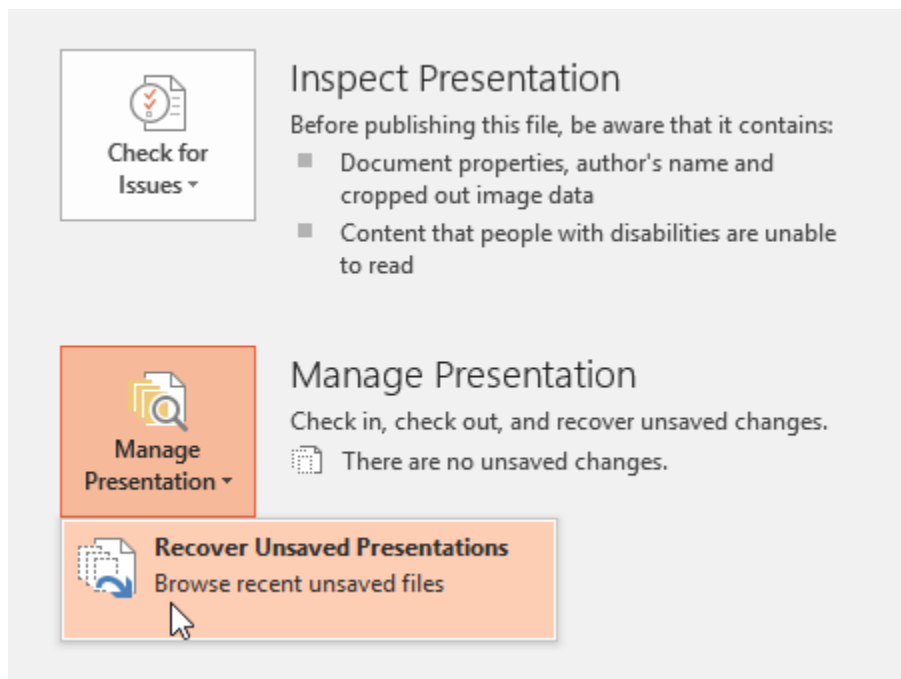 Inspect Presentation
Before publishing this file, be aware that it contains:
Document properties, author's name and
cropped out image data
Content that people with disabilities are unable
to read
Check for
Issues
Manage Presentation
Check in, check out, and recover unsaved changes.
There are no unsaved changes.
Manage
Presentation
Recover Unsaved Presentations
Browse recent unsaved files